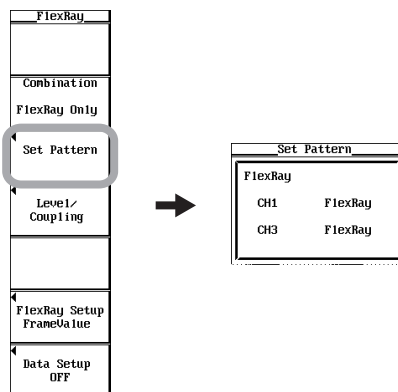 FlexRay
Combination
FlexRay Only
Set Pattern
Level/
Coupling
FlexRay Setup
FrameValue
Data Setup
OFF
Set Pattern
FlexRay
CH1 FlexRay
CH3 FlexRay